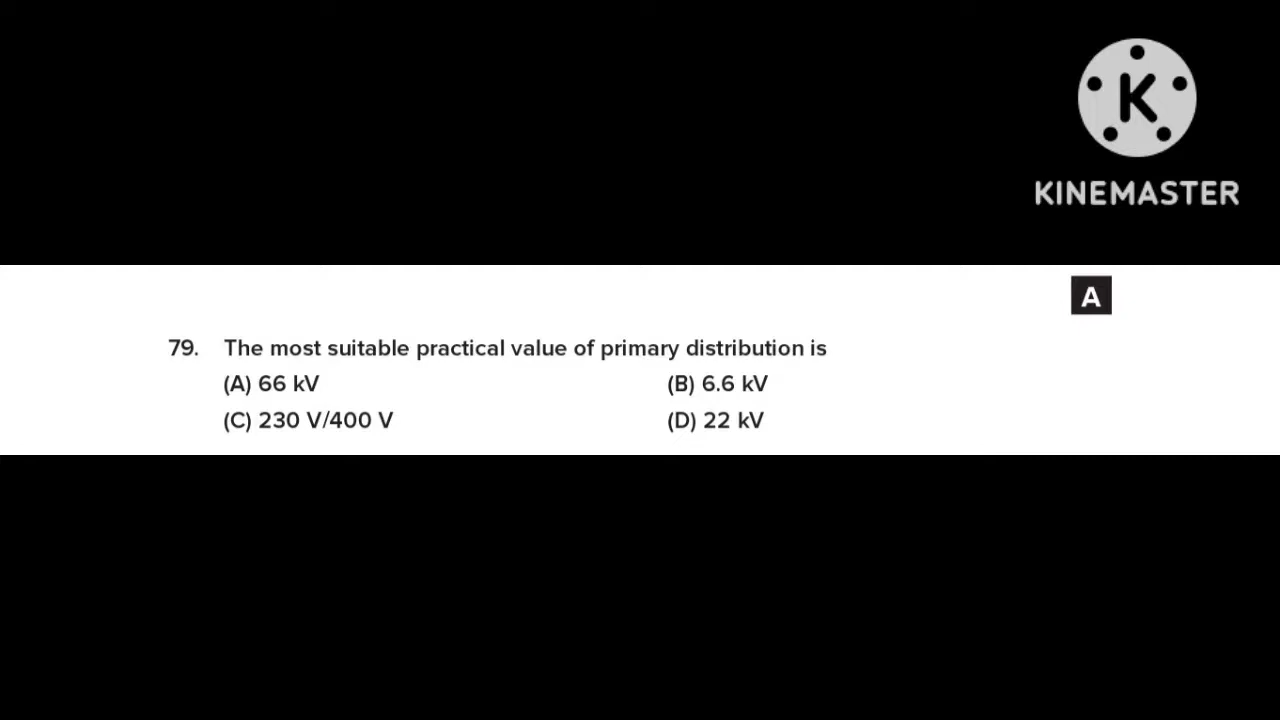 K
KINEMASTER
A
79. The most suitable practical value of primary distribution is
(A) 66 kV (B) 6.6 kV
(C) 230 V/400 V (D) 22 kV